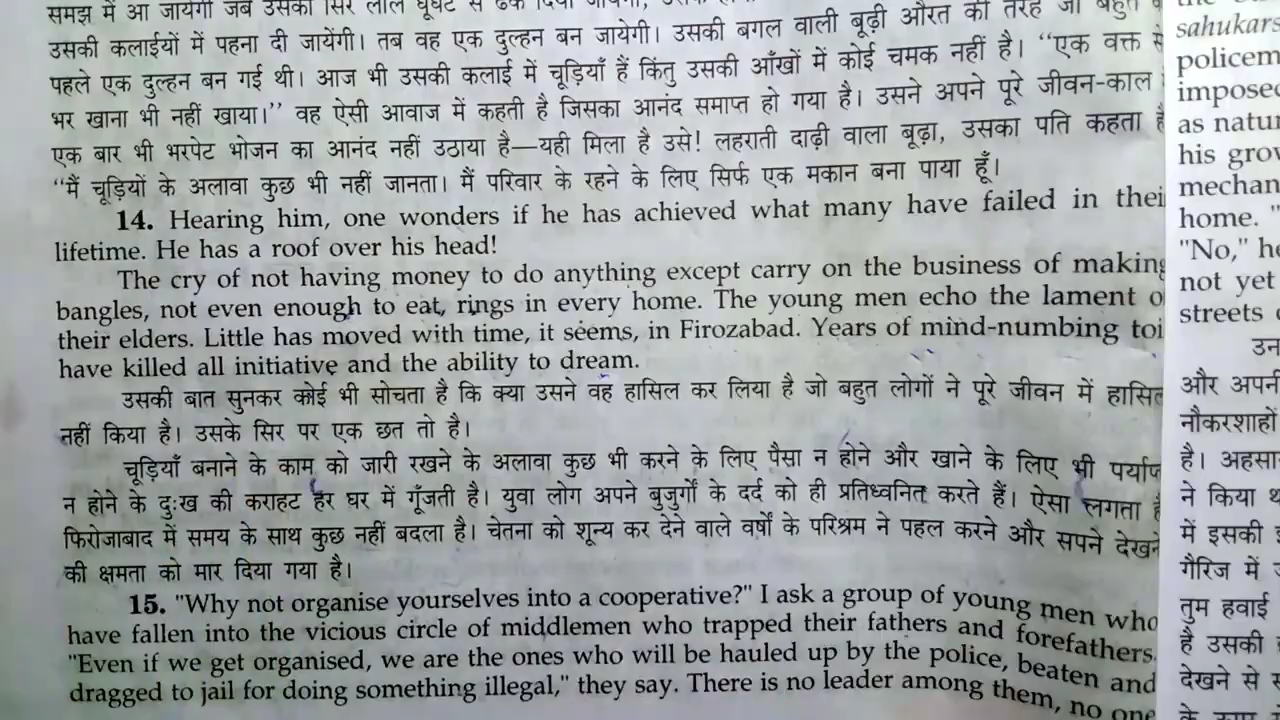 समझ में आ जायेगी जब उसका सिर लाल घूँघट से ढक दिया जायेगा,
उसकी कलाईयों में पहना दी जायेंगी। तब वह एक दुल्हन बन जायेगी। उसकी बगल वाली बूढ़ी औरत की तरह जो बहुत
पहले एक दुल्हन बन गई थी। आज भी उसकी कलाई में चूड़ियाँ हैं किंतु उसकी आँखों में कोई चमक नहीं है। “एक वक्त से
भर खाना भी नहीं खाया।’’ वह ऐसी आवाज में कहती है जिसका आनंद समाप्त हो गया है। उसने अपने पूरे जीवन-काल
एक बार भी भरपेट भोजन का आनंद नहीं उठाया है—यही मिला है उसे! लहराती दाढ़ी वाला बूढ़ा, उसका पति कहता है
“मैं चूड़ियों के अलावा कुछ भी नहीं जानता। मैं परिवार के रहने के लिए सिर्फ एक मकान बना पाया हूँ।
14. Hearing him, one wonders if he has achieved what many have failed in thei
lifetime. He has a roof over his head!
The cry of not having money to do anything except carry on the business of making
bangles, not even enough to eat, rings in every home. The young men echo the lament o
their elders. Little has moved with time, it seems, in Firozabad. Years of mind-numbing toi
have killed all initiative and the ability to dream.
उसकी बात सुनकर कोई भी सोचता है कि क्या उसने वह हासिल कर लिया है जो बहुत लोगों ने पूरे जीवन में हासिल
नहीं किया है। उसके सिर पर एक छत तो है।
चूड़ियाँ बनाने के काम को जारी रखने के अलावा कुछ भी करने के लिए पैसा न होने और खाने के लिए भी पर्याप्त
न होने के दुःख की कराहट हर घर में गूँजती है। युवा लोग अपने बुजुर्गों के दर्द को ही प्रतिध्वनित करते हैं। ऐसा लगता है
फिरोजाबाद में समय के साथ कुछ नहीं बदला है। चेतना को शून्य कर देने वाले वर्षों के परिश्रम ने पहल करने और सपने देखने
की क्षमता को मार दिया गया है।
15. "Why not organise yourselves into a cooperative?" I ask a group of young men who
have fallen into the vicious circle of middlemen who trapped their fathers and forefathers.
"Even if we get organised, we are the ones who will be hauled up by the police, beaten and
dragged to jail for doing something illegal," they say. There is no leader among them, no one
sahukars
policem
imposed
as natur
his grov
mechan
home. "
"No," he
not yet
streets
उन
और अपनी
नौकरशाहों
है। अहसा
ने किया थ
में इसकी
गैरिज में
तुम हवाई
है उसकी
देखने से